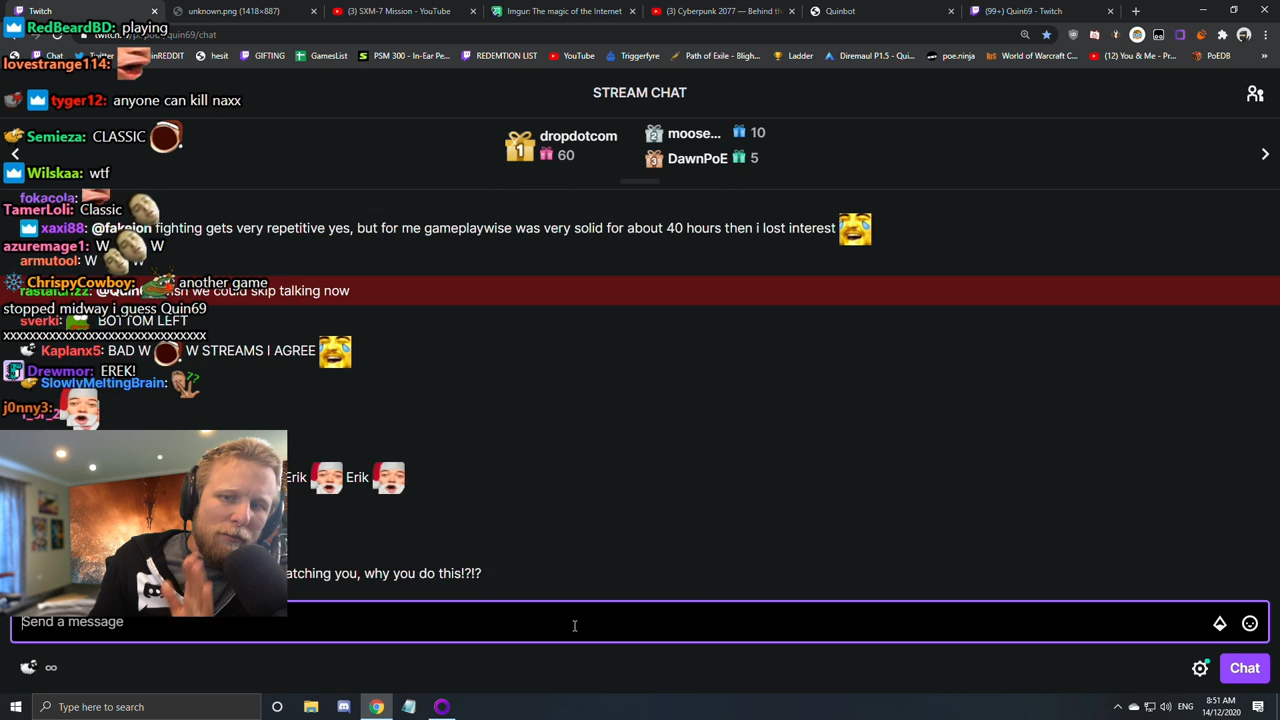 Twitch
unknown.png (1418×887)
(3) SXM-7 Mission - YouTube
Imgur: The magic of the Internet
(3) Cyberpunk 2077 — Behind th
Quinbot
(99+) Quin69 - Twitch
RedBeardBD: playing
quin69/chat
Chat
inREDDIT
hesit
GIFTING
GamesList
PSM 300 - In-Ear Pe...
REDEMTION LIST
YouTube
Triggerfyre
Path of Exile - Bligh...
Ladder
Diremaul P1.5 - Qui...
poe.ninja
World of Warcraft C...
(12) You & Me - Pr...
PoEDB
lovestrange114:
STREAM CHAT
tyger12: anyone can kill naxx
1
dropdotcom
60
2
moose...
10
3
DawnPoE
5
Semieza: CLASSIC
Wilskaa: wtf
fokacola:
TamerLoli: Classic
xaxi88: @fakejon fighting gets very repetitive yes, but for me gameplaywise was very solid for about 40 hours then i lost interest
azuremage1: W W
armutool: W W
ChrispyCowboy: another game
stopped midway i guess Quin69
we could skip talking now
sverki: BOTTOM LEFT
xxxxxxxxxxxxxxxxxxxxxxxxxxxxxxx
Kaplanx5: BAD W W STREAMS I AGREE
Drewmor: EREK!
SlowlyMeltingBrain: ??
j0nny3:
Erik Erik
atching you, why you do this!?!?
Send a message
Chat
Type here to search
ENG
8:51 AM
14/12/2020